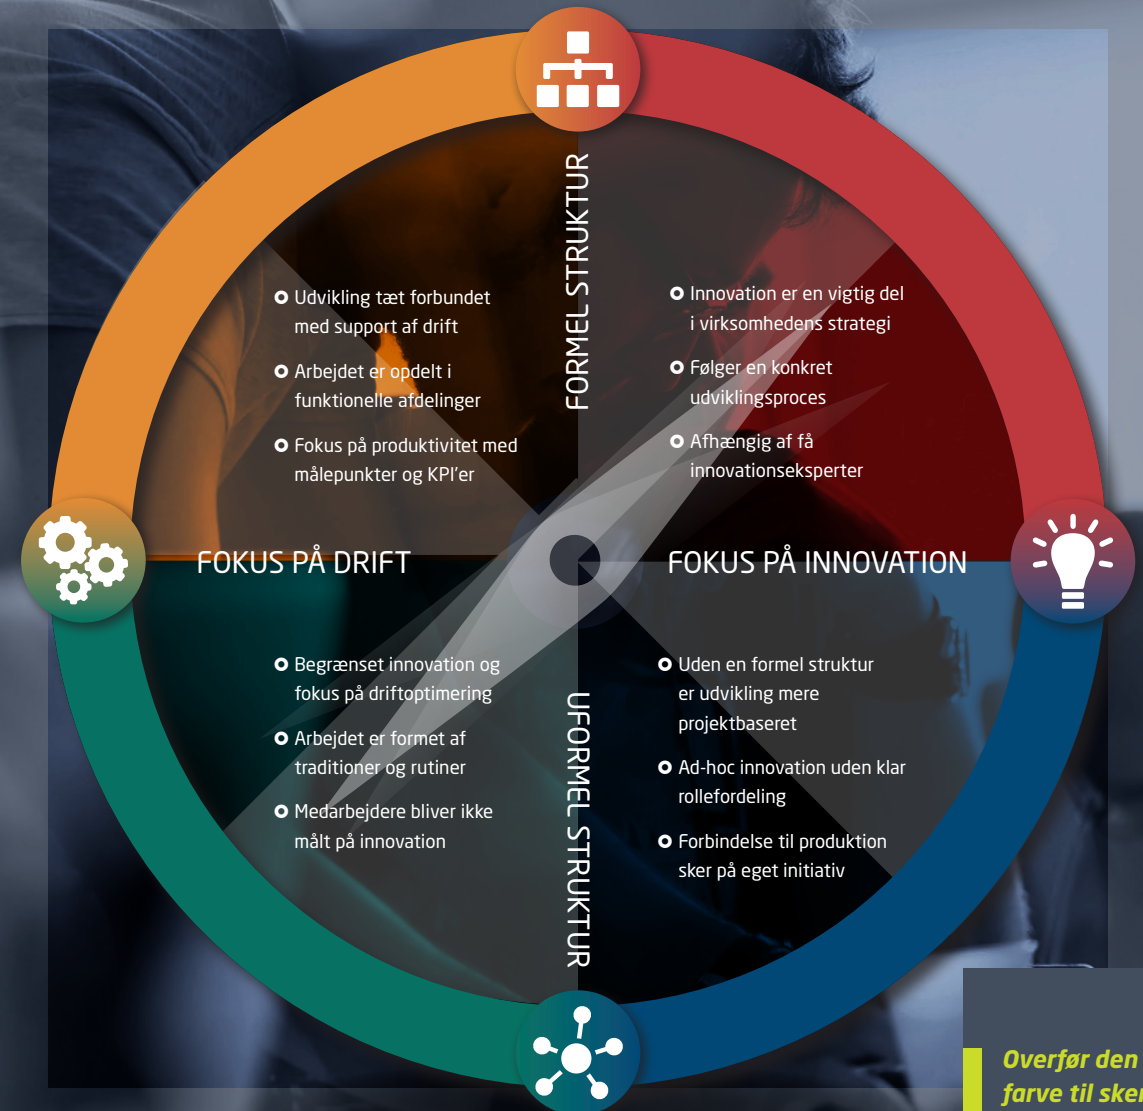 FORMEL STRUKTUR
Udvikling tæt forbundet
med support af drift
Arbejdet er opdelt i
funktionelle afdelinger
Fokus på produktivitet med
målepunkter og KPI'er
Innovation er en vigtig del
i virksomhedens strategi
Følger en konkret
udviklingsproces
Afhængig af få
innovationseksperter
FOKUS PÅ DRIFT
FOKUS PÅ INNOVATION
Begrænset innovation og
fokus på driftoptimering
Arbejdet er formet af
traditioner og rutiner
Medarbejdere bliver ikke
målt på innovation
UFORMEL STRUKTUR
Uden en formel struktur
er udvikling mere
projektbaseret
Ad-hoc innovation uden klar
rollefordeling
Forbindelse til produktion
sker på eget initiativ
Overfør den
farve til